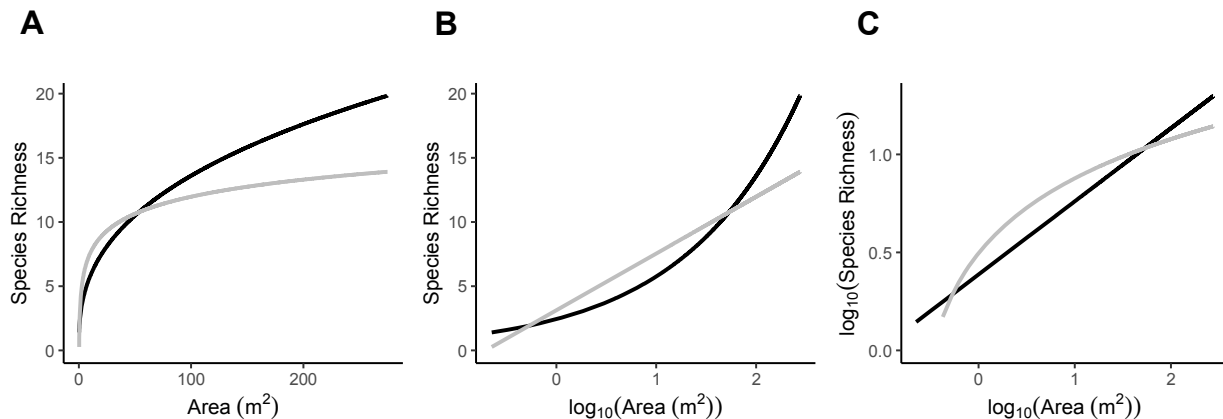 A
B
C
Species Richness
20
15
10
5
0
0
100
200
Area (m²)
Species Richness
20
15
10
5
0
0
1
2
log₁₀(Area (m²))
log₁₀(Species Richness)
1.0
0.5
0.0
0
1
2
log₁₀(Area (m²))